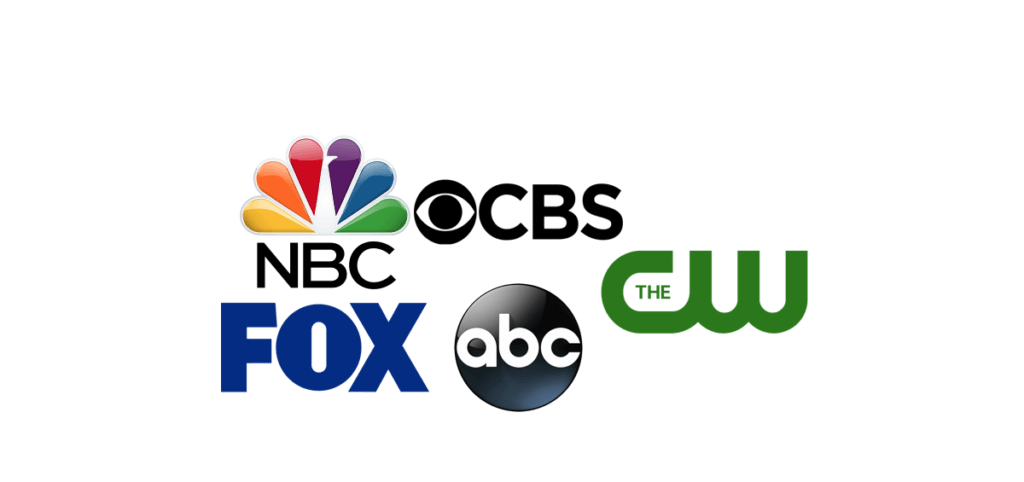 CBS
NBC
THE CW
FOX
abc